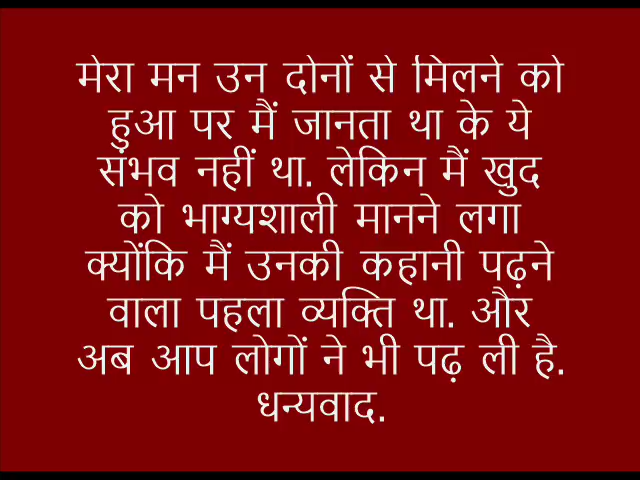 मेरा मन उन दोनों से मिलने को
हुआ पर मैं जानता था के ये
संभव नहीं था. लेकिन मैं खुद
को भाग्यशाली मानने लगा
क्योंकि मैं उनकी कहानी पढ़ने
वाला पहला व्यक्ति था. और
अब आप लोगों ने भी पढ़ ली है.
धन्यवाद.